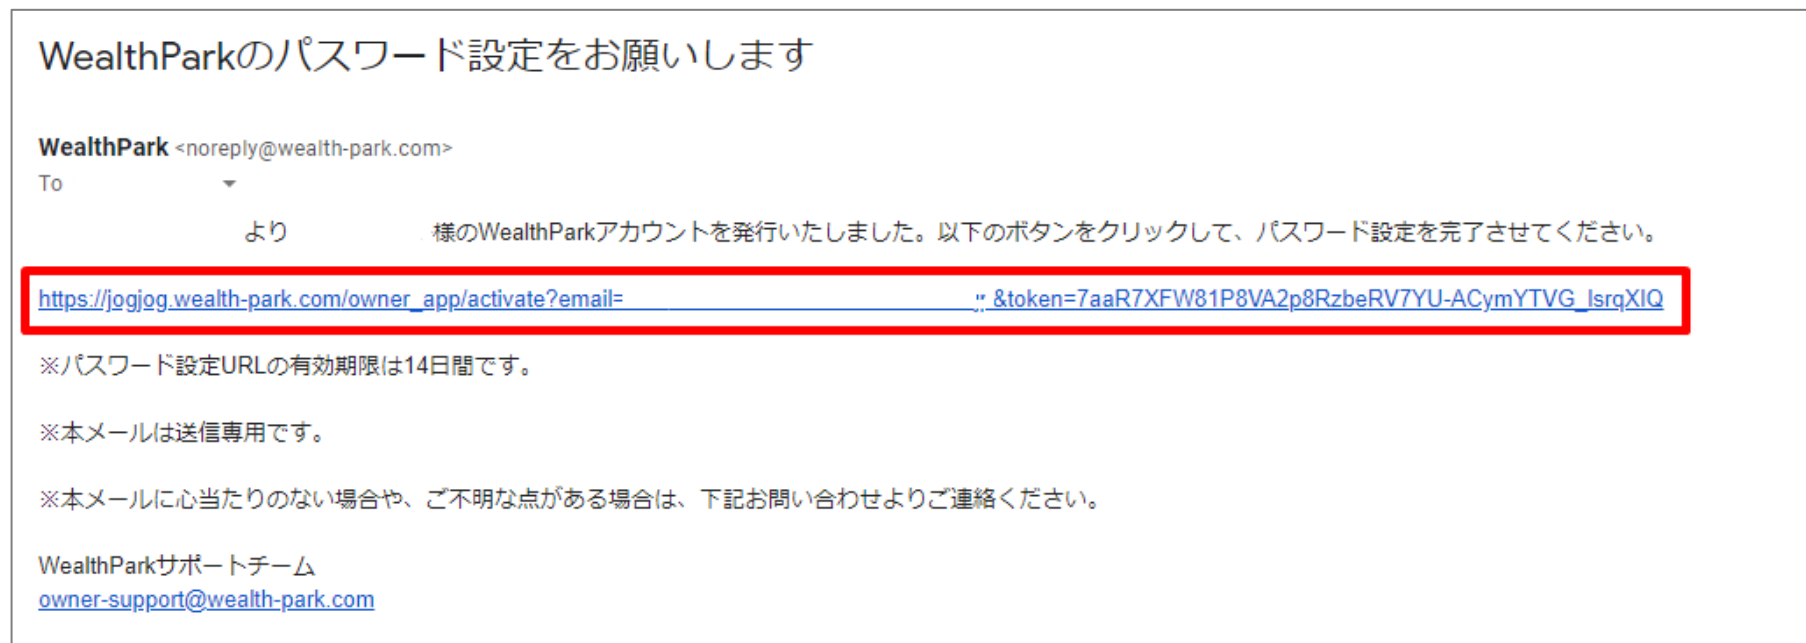 WealthParkのパスワード設定をお願いします
WealthPark <noreply@wealth-park.com>
To
より 様のWealthParkアカウントを発行いたしました。以下のボタンをクリックして、パスワード設定を完了させてください。
https://jogjog.wealth-park.com/owner_app/activate?email= &token=7aaR7XFW81P8VA2p8RzbeRV7YU-ACymYTVG_IsrqXIQ
※パスワード設定URLの有効期限は14日間です。
※本メールは送信専用です。
※本メールに心当たりのない場合や、ご不明な点がある場合は、下記お問い合わせよりご連絡ください。
WealthParkサポートチーム
owner-support@wealth-park.com